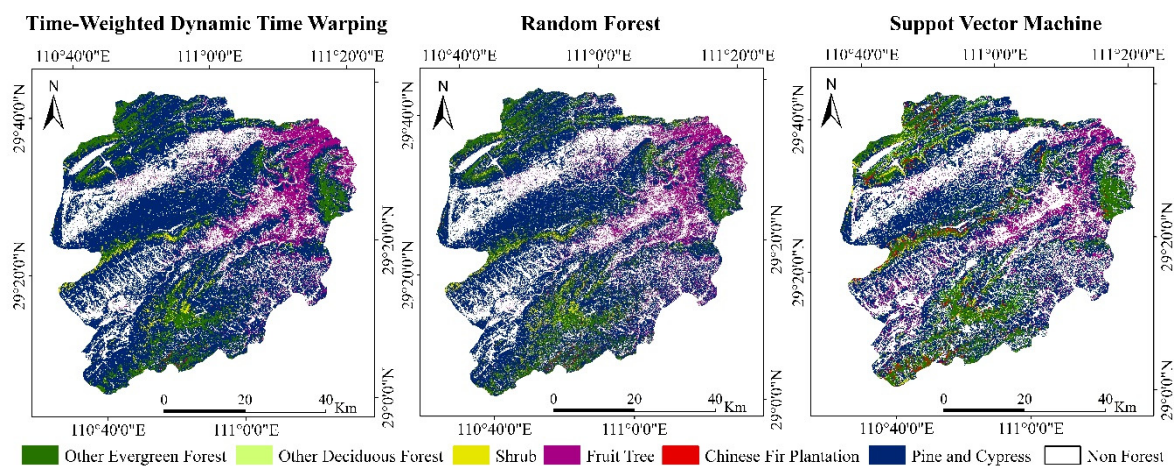 Time-Weighted Dynamic Time Warping
Random Forest
Suppot Vector Machine
110°40'0"E 111°0'0"E 111°20'0"E
110°40'0"E 111°0'0"E 111°20'0"E
110°40'0"E 111°0'0"E 111°20'0"E
N
N
N
29°40'0"N
29°20'0"N
29°20'0"N
29°0'0"N
29°40'0"N
29°20'0"N
29°20'0"N
29°0'0"N
29°40'0"N
29°20'0"N
29°20'0"N
29°0'0"N
0 20 40 Km
0 20 40 Km
0 20 40 Km
110°40'0"E 111°0'0"E
110°40'0"E 111°0'0"E
110°40'0"E 111°0'0"E
Other Evergreen Forest Other Deciduous Forest Shrub Fruit Tree Chinese Fir Plantation Pine and Cypress Non Forest